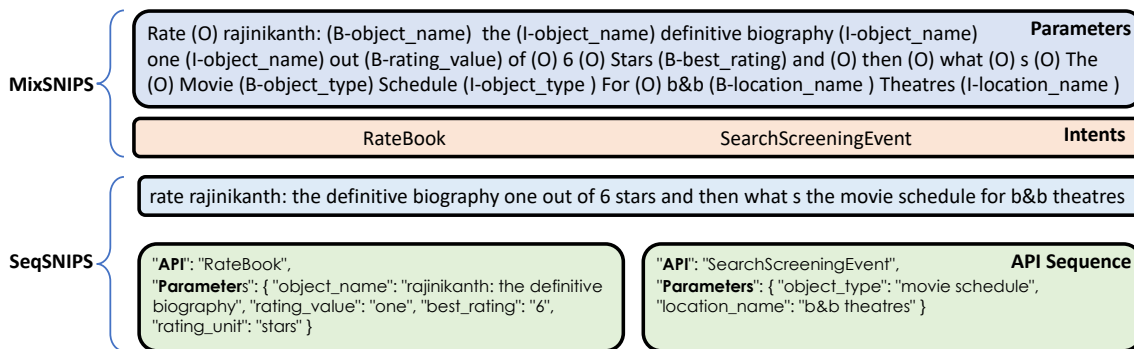 Rate (O) rajinikanth: (B-object_name) the (I-object_name) definitive biography (I-object_name)
Parameters
one (I-object_name) out (B-rating_value) of (O) 6 (O) Stars (B-best_rating) and (O) then (O) what (O) s (O) The
(O) Movie (B-object_type) Schedule (I-object_type ) For (O) b&b (B-location_name ) Theatres (I-location_name )
MixSNIPS
RateBook SearchScreeningEvent Intents
rate rajinikanth: the definitive biography one out of 6 stars and then what s the movie schedule for b&b theatres
SeqSNIPS
"API": "RateBook",
"Parameters": { "object_name": "rajinikanth: the definitive
biography", "rating_value": "one", "best_rating": "6",
"rating_unit": "stars" }
"API": "SearchScreeningEvent",
API Sequence
"Parameters": { "object_type": "movie schedule",
"location_name": "b&b theatres" }